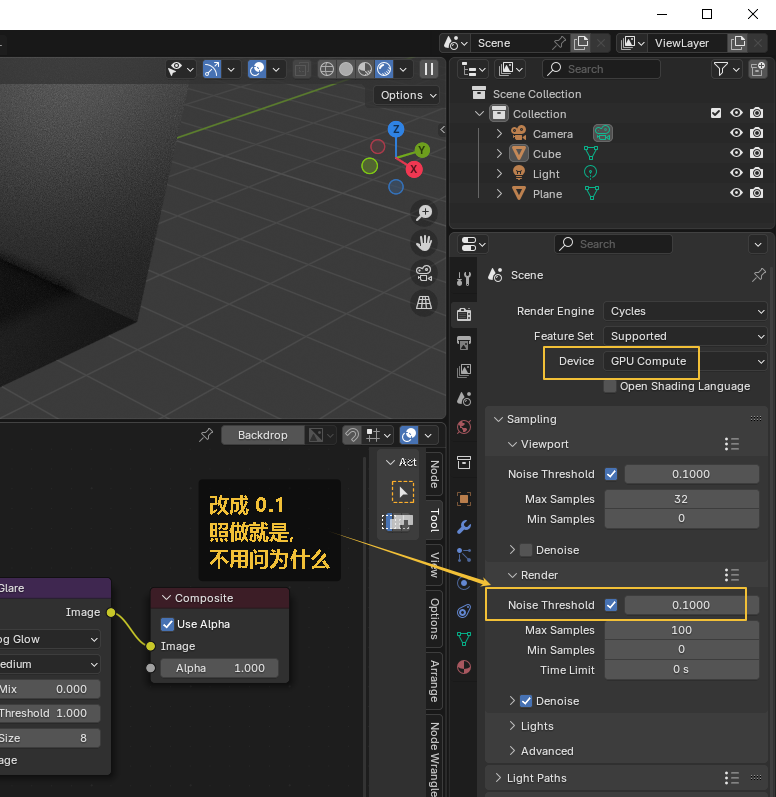 Scene
ViewLayer
Options
Search
Scene Collection
Collection
Camera
Cube
Light
Plane
Z
Y
X
Search
Scene
Render Engine Cycles
Feature Set Supported
Device GPU Compute
Open Shading Language
Sampling
Viewport
Noise Threshold 0.1000
Max Samples 32
Min Samples 0
Denoise
Render
Noise Threshold 0.1000
Max Samples 100
Min Samples 0
Time Limit 0 s
Denoise
Lights
Advanced
Light Paths
Backdrop
Act
Node
Tool
View
Options
Arrange
Node Wrangle
改成 0.1
照做就是,
不用问为什么
Glare
Image
og Glow
edium
Mix 0.000
Threshold 1.000
Size 8
age
Composite
Use Alpha
Image
Alpha 1.000